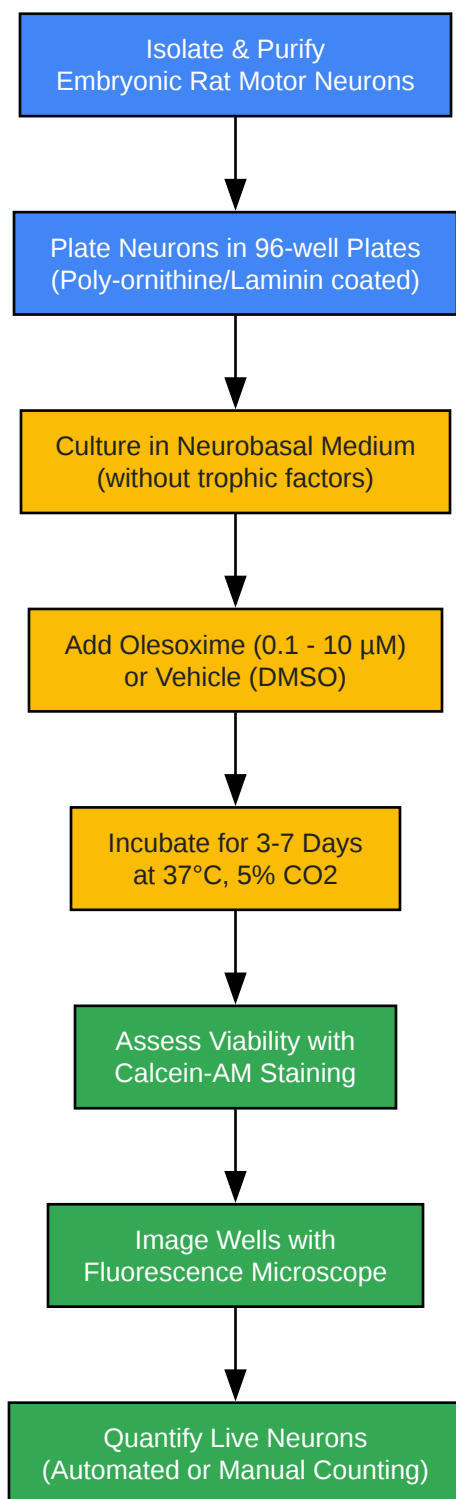 Isolate & Purify
Embryonic Rat Motor Neurons
Plate Neurons in 96-well Plates
(Poly-ornithine/Laminin coated)
Culture in Neurobasal Medium
(without trophic factors)
Add Olesoxime (0.1 - 10 µM)
or Vehicle (DMSO)
Incubate for 3-7 Days
at 37°C, 5% CO2
Assess Viability with
Calcein-AM Staining
Image Wells with
Fluorescence Microscope
Quantify Live Neurons
(Automated or Manual Counting)